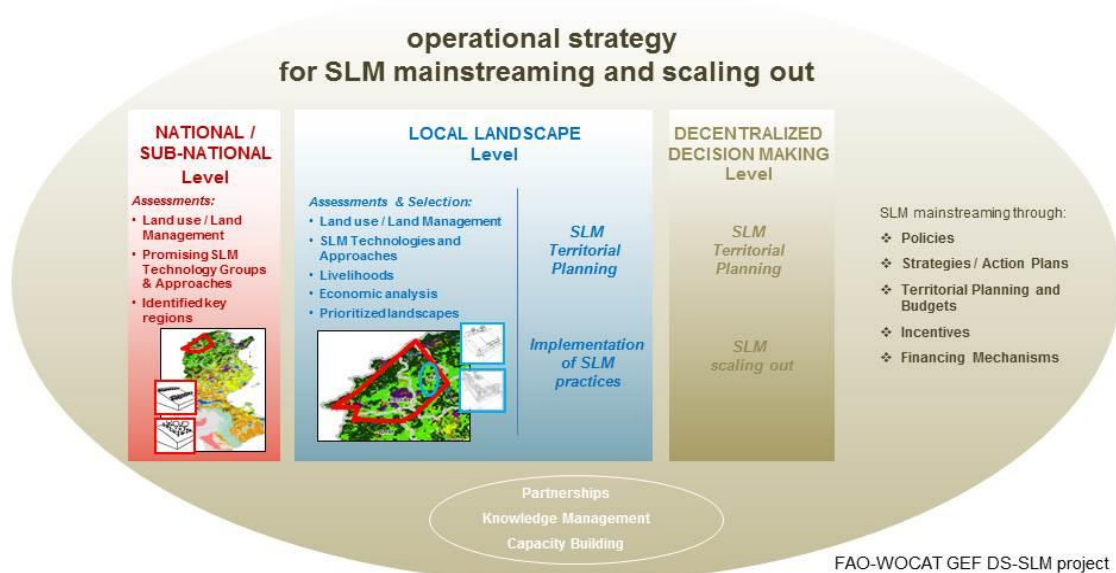 operational strategy
for SLM mainstreaming and scaling out
NATIONAL /
SUB-NATIONAL
Level
Assessments:
• Land use / Land
Management
• Promising SLM
Technology Groups
& Approaches
• Identified key
regions
LOCAL LANDSCAPE
Level
Assessments & Selection:
• Land use / Land Management
• SLM Technologies and
Approaches
• Livelihoods
• Economic analysis
• Prioritized landscapes
SLM
Territorial
Planning
Implementation
of SLM
practices
DECENTRALIZED
DECISION MAKING
Level
SLM
Territorial
Planning
SLM
scaling out
SLM mainstreaming through:
❖ Policies
❖ Strategies / Action Plans
❖ Territorial Planning and
Budgets
❖ Incentives
❖ Financing Mechanisms
Partnerships
Knowledge Management
Capacity Building
FAO-WOCAT GEF DS-SLM project